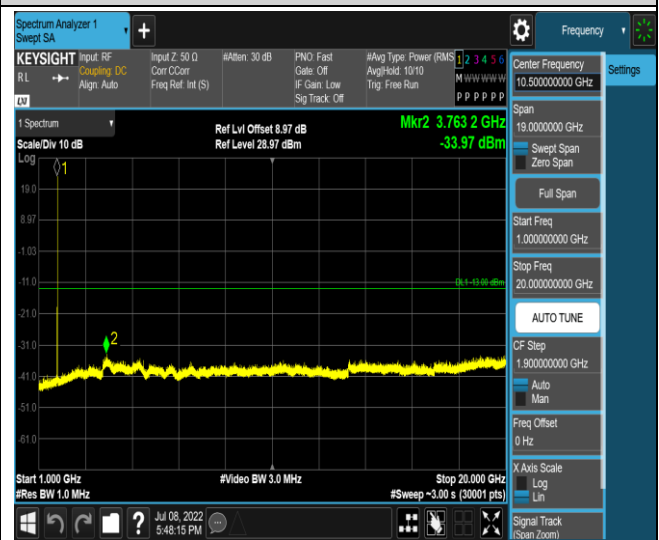 Spectrum Analyzer 1
Swept SA
+
Frequency
KEYSIGHT
RL
LXI
Input: RF
Coupling: DC
Align: Auto
Input Z: 50 Ω
Corr CCorr
Freq Ref: Int (S)
#Atten: 30 dB
PNO: Fast
Gate: Off
IF Gain: Low
Sig Track: Off
#Avg Type: Power (RMS
Avg|Hold: 10/10
Trig: Free Run
1 2 3 4 5 6
M W W W W W
P P P P P P
1 Spectrum
Scale/Div 10 dB
Log
Ref Lvl Offset 8.97 dB
Ref Level 28.97 dBm
Mkr2 3.763 2 GHz
-33.97 dBm
1
19.0
8.97
-1.03
-11.0
DL1 -13.00 dBm
-21.0
-31.0
2
-41.0
-51.0
-61.0
Start 1.000 GHz
#Res BW 1.0 MHz
#Video BW 3.0 MHz
Stop 20.000 GHz
#Sweep ~3.00 s (30001 pts)
?
Jul 08, 2022
5:48:15 PM
Center Frequency
10.500000000 GHz
Settings
Span
19.0000000 GHz
Swept Span
Zero Span
Full Span
Start Freq
1.000000000 GHz
Stop Freq
20.000000000 GHz
AUTO TUNE
CF Step
1.900000000 GHz
Auto
Man
Freq Offset
0 Hz
X Axis Scale
Log
Lin
Signal Track
(Span Zoom)